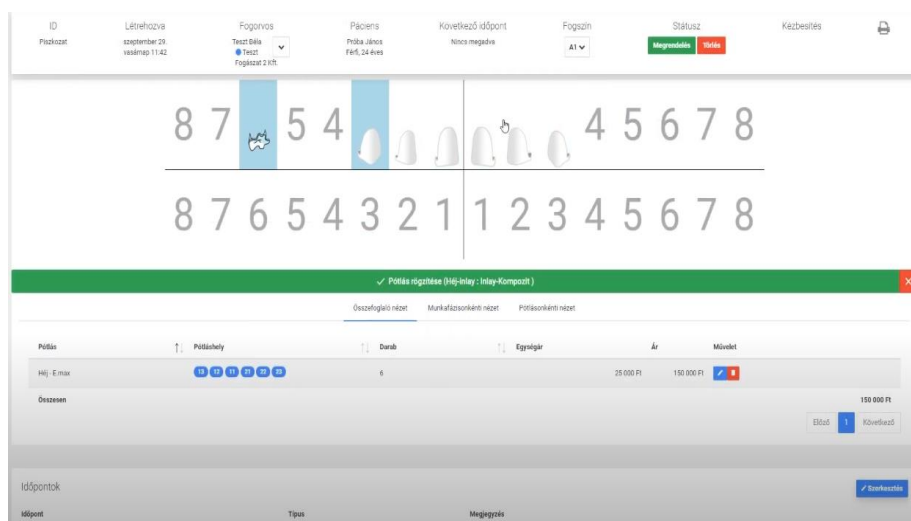 ID Létrehozva Fogorvos Páciens Következő időpont Fogszín Státusz Kézbesítés
Piszkozat szeptember 29. Teszt Béla Próba János Nincs megadva A1 Megrendelés Törlés
vasárnap 11:42 Teszt Férfi, 24 éves
Fogászat 2 Kft.
8 7 5 4 4 5 6 7 8
8 7 6 5 4 3 2 1 1 2 3 4 5 6 7 8
Pótlás rögzítése (Héj-Inlay : Inlay-Kompozit )
Összefoglaló nézet Munkafázisonkénti nézet Pótlásonkénti nézet
Pótlás Pótláshely Darab Egységár Ár Művelet
Héj - E.max 13 12 11 21 22 23 6 25 000 Ft 150 000 Ft
Összesen 150 000 Ft
Előző 1 Következő
Időpontok Szerkesztés
Időpont Típus Megjegyzés